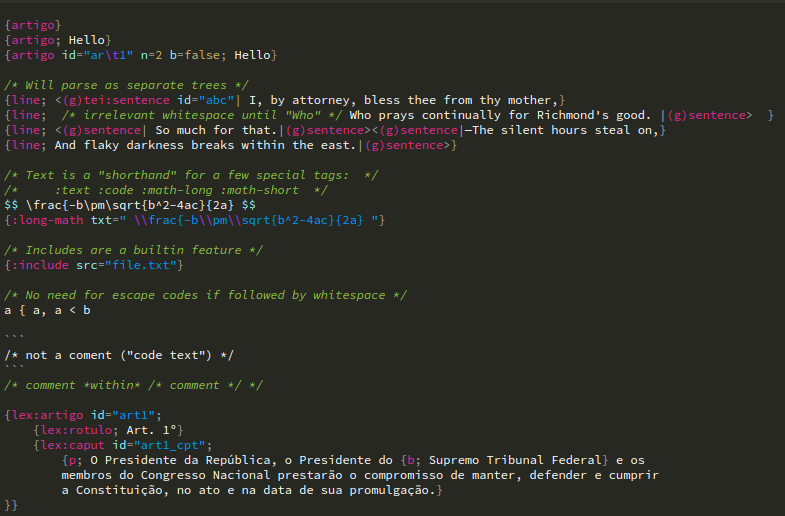 {artigo}
{artigo; Hello}
{artigo id="ar\t1" n=2 b=false; Hello}

/* Will parse as separate trees */
{line; <(g)tei:sentence id="abc"| I, by attorney, bless thee from thy mother,}
{line;  /* irrelevant whitespace until "Who" */ Who prays continually for Richmond's good. |(g)sentence>  }
{line; <(g)sentence| So much for that.|(g)sentence><(g)sentence|—The silent hours steal on,}
{line; And flaky darkness breaks within the east.|(g)sentence>}

/* Text is a "shorthand" for a few special tags:  */
/*     :text :code :math-long :math-short  */
$$ \frac{-b\pm\sqrt{b^2-4ac}{2a} $$
{:long-math txt=" \\frac{-b\\pm\\sqrt{b^2-4ac}{2a} "}

/* Includes are a builtin feature */
{:include src="file.txt"}

/* No need for escape codes if followed by whitespace */
a { a, a < b

```
/* not a coment ("code text") */
```
/* comment *within* /* comment */ */

{lex:artigo id="art1";
    {lex:rotulo; Art. 1º}
    {lex:caput id="art1_cpt";
        {p; O Presidente da República, o Presidente do {b; Supremo Tribunal Federal} e os
        membros do Congresso Nacional prestarão o compromisso de manter, defender e cumprir
        a Constituição, no ato e na data de sua promulgação.}
}}